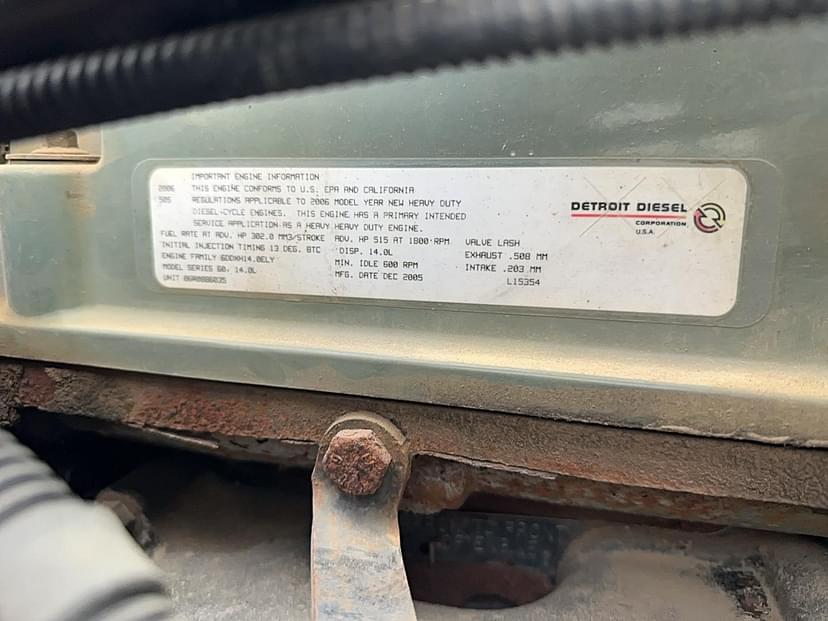 IMPORTANT ENGINE INFORMATION
2006 THIS ENGINE CONFORMS TO U.S. EPA AND CALIFORNIA
505 REGULATIONS APPLICABLE TO 2006 MODEL YEAR NEW HEAVY DUTY
DIESEL-CYCLE ENGINES. THIS ENGINE HAS A PRIMARY INTENDED
SERVICE APPLICATION AS A HEAVY HEAVY DUTY ENGINE.
FUEL RATE AT ADV. HP 302.0 MM3/STROKE ADV. HP 515 AT 1800 RPM VALVE LASH
INITIAL INJECTION TIMING 13 DEG. BTC DISP. 14.0L EXHAUST .508 MM
ENGINE FAMILY 6DDXH14.0ELY MIN. IDLE 600 RPM INTAKE .203 MM
MODEL SERIES 60, 14.0L MFG. DATE DEC 2005 L15354
UNIT 06R0886035
DETROIT DIESEL
CORPORATION
U.S.A.